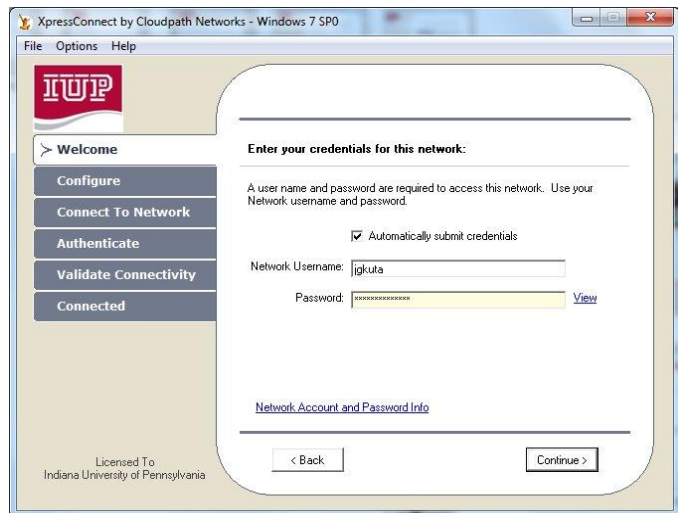 XpressConnect by Cloudpath Networks - Windows 7 SP0
File Options Help
IUP
> Welcome
Configure
Connect To Network
Authenticate
Validate Connectivity
Connected
Licensed To
Indiana University of Pennsylvania
Enter your credentials for this network:
A user name and password are required to access this network. Use your
Network username and password.
Automatically submit credentials
Network Username: jgkuta
Password: ************* View
Network Account and Password Info
< Back Continue >